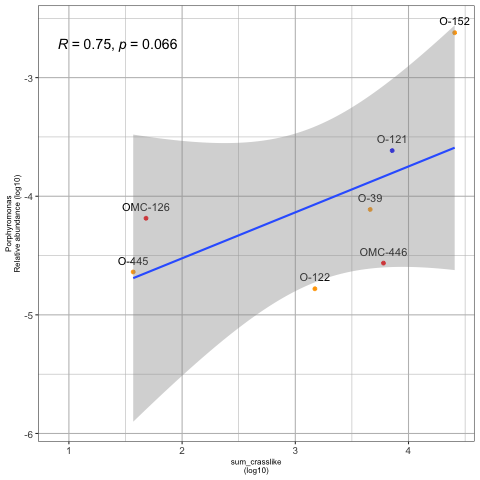 O-152
R = 0.75, p = 0.066
-3
O-121
-4
O-39
OMC-126
OMC-446
O-445
O-122
-5
-6
Porphyromonas
Relative abundance (log10)
1 2 3 4
sum_crasslike
(log10)